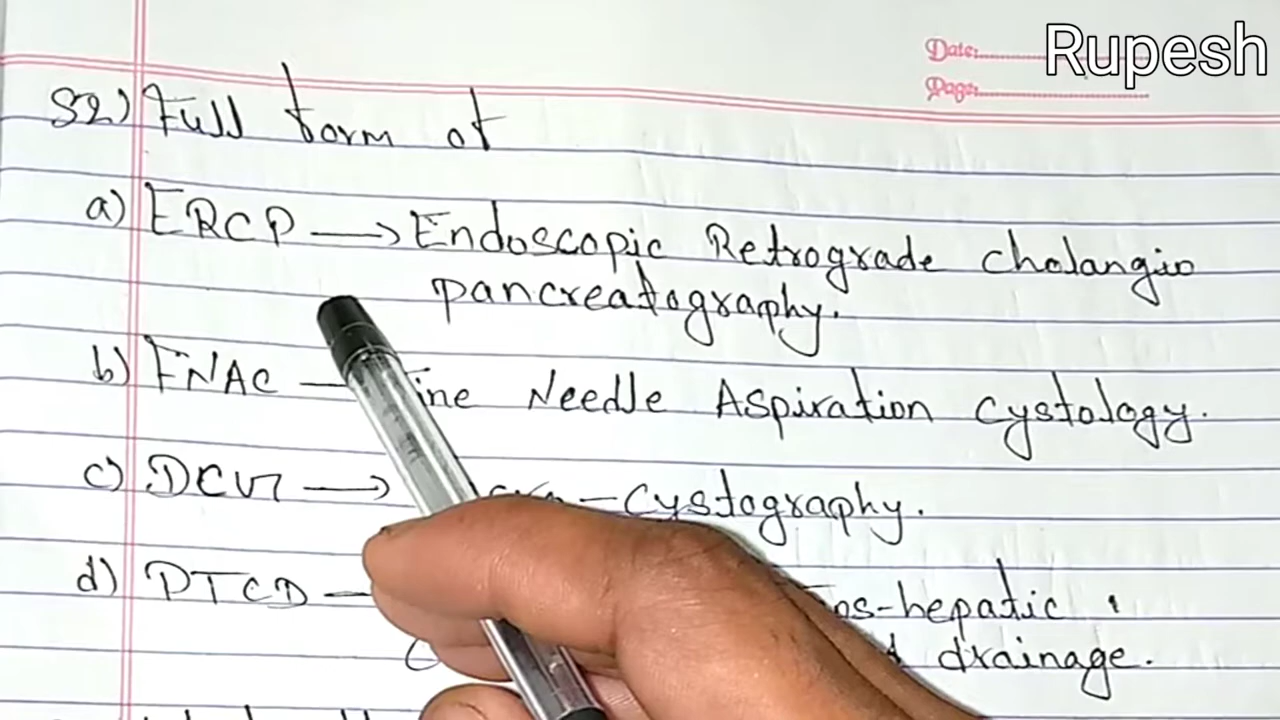 Rupesh
Date:
Page:
52) Full form of
a) ERCP → Endoscopic Retrograde cholangio
pancreatography.
b) FNAC — ine Needle Aspiration cystology.
c) DCG → -cystography.
d) PTCD — -hepatic
drainage.